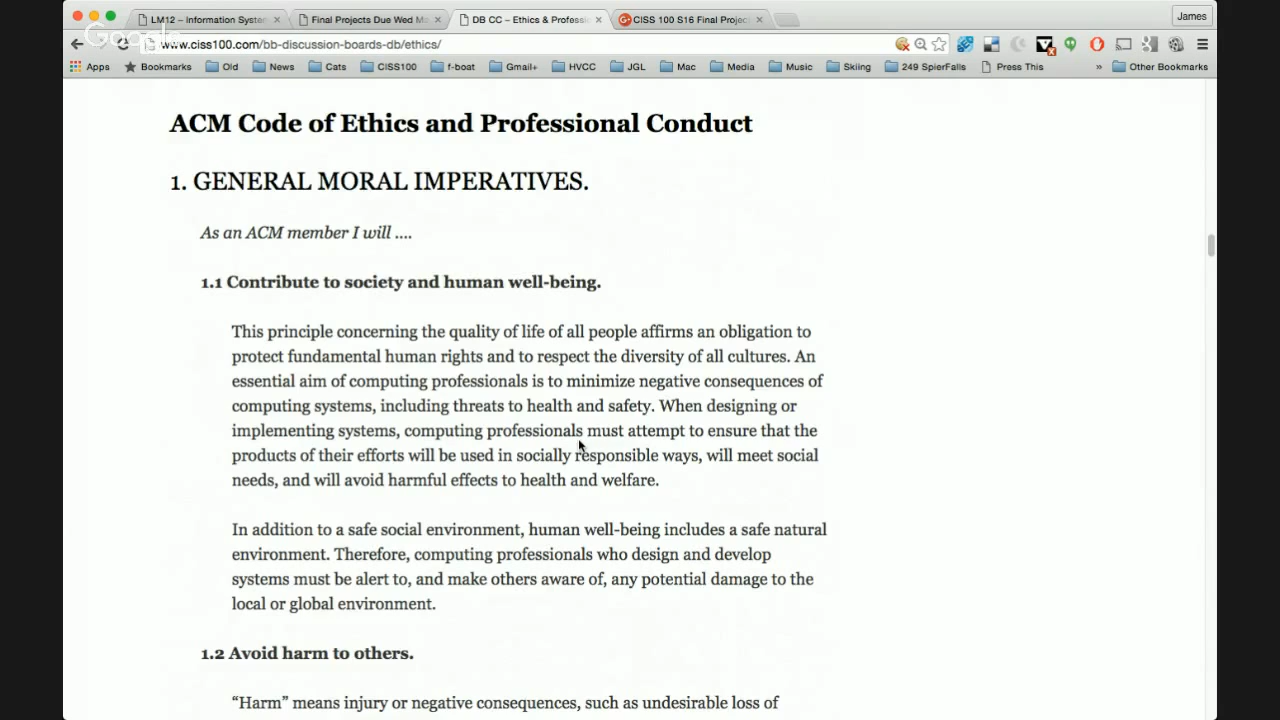 LM12 – Information System
Final Projects Due Wed M
DB CC – Ethics & Professi
CISS 100 S16 Final Projec
James
Google
www.ciss100.com/bb-discussion-boards-db/ethics/
Apps
Bookmarks
Old
News
Cats
CISS100
f-boat
Gmail+
HVCC
JGL
Mac
Media
Music
Skiing
249 SpierFalls
Press This
»
Other Bookmarks
ACM Code of Ethics and Professional Conduct
1. GENERAL MORAL IMPERATIVES.
As an ACM member I will ....
1.1 Contribute to society and human well-being.
This principle concerning the quality of life of all people affirms an obligation to
protect fundamental human rights and to respect the diversity of all cultures. An
essential aim of computing professionals is to minimize negative consequences of
computing systems, including threats to health and safety. When designing or
implementing systems, computing professionals must attempt to ensure that the
products of their efforts will be used in socially responsible ways, will meet social
needs, and will avoid harmful effects to health and welfare.
In addition to a safe social environment, human well-being includes a safe natural
environment. Therefore, computing professionals who design and develop
systems must be alert to, and make others aware of, any potential damage to the
local or global environment.
1.2 Avoid harm to others.
“Harm” means injury or negative consequences, such as undesirable loss of